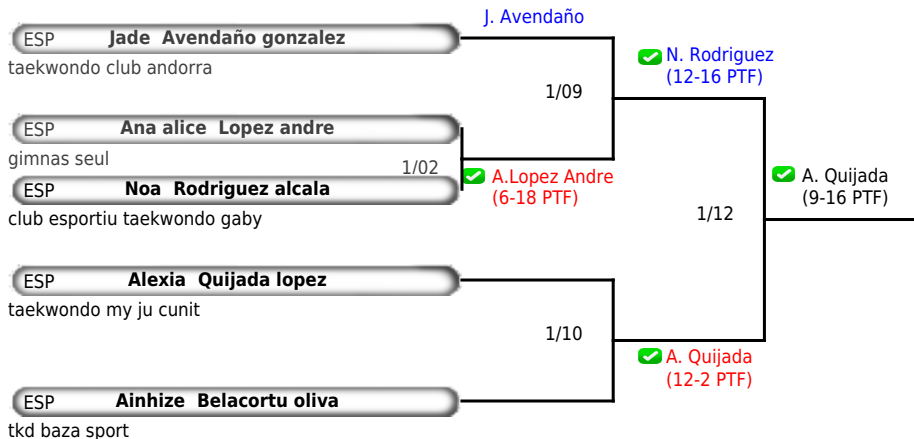 J. Avendaño
ESP Jade Avendaño gonzalez
taekwondo club andorra
N. Rodriguez
(12-16 PTF)
1/09
ESP Ana alice Lopez andre
gimnas seul
1/02
A.Lopez Andre
(6-18 PTF)
A. Quijada
(9-16 PTF)
ESP Noa Rodriguez alcala
club esportiu taekwondo gaby
1/12
ESP Alexia Quijada lopez
taekwondo my ju cunit
1/10
A. Quijada
(12-2 PTF)
ESP Ainhize Belacortu oliva
tkd baza sport